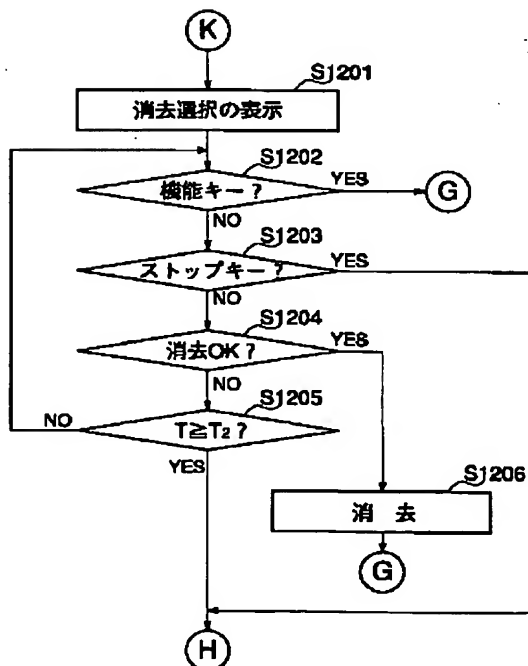 K
S1201
消去選択の表示
S1202
機能キー？
YES
G
NO
S1203
ストップキー？
YES
NO
S1204
消去OK？
YES
NO
S1205
T≧T2？
NO
YES
S1206
消 去
G
H